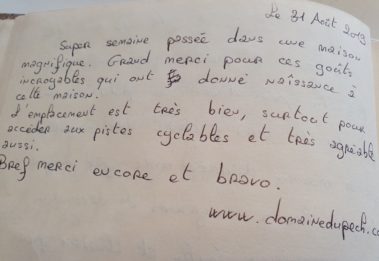 Le 31 Août 2013
Super semaine passée dans une maison
magnifique. Grand merci pour ces goûts
incroyables qui ont donné naissance à
cette maison.
L'emplacement est très bien, surtout pour
accéder aux pistes cyclables et très agréable
aussi.
Bref merci encore et bravo.
www.domainedupech.co